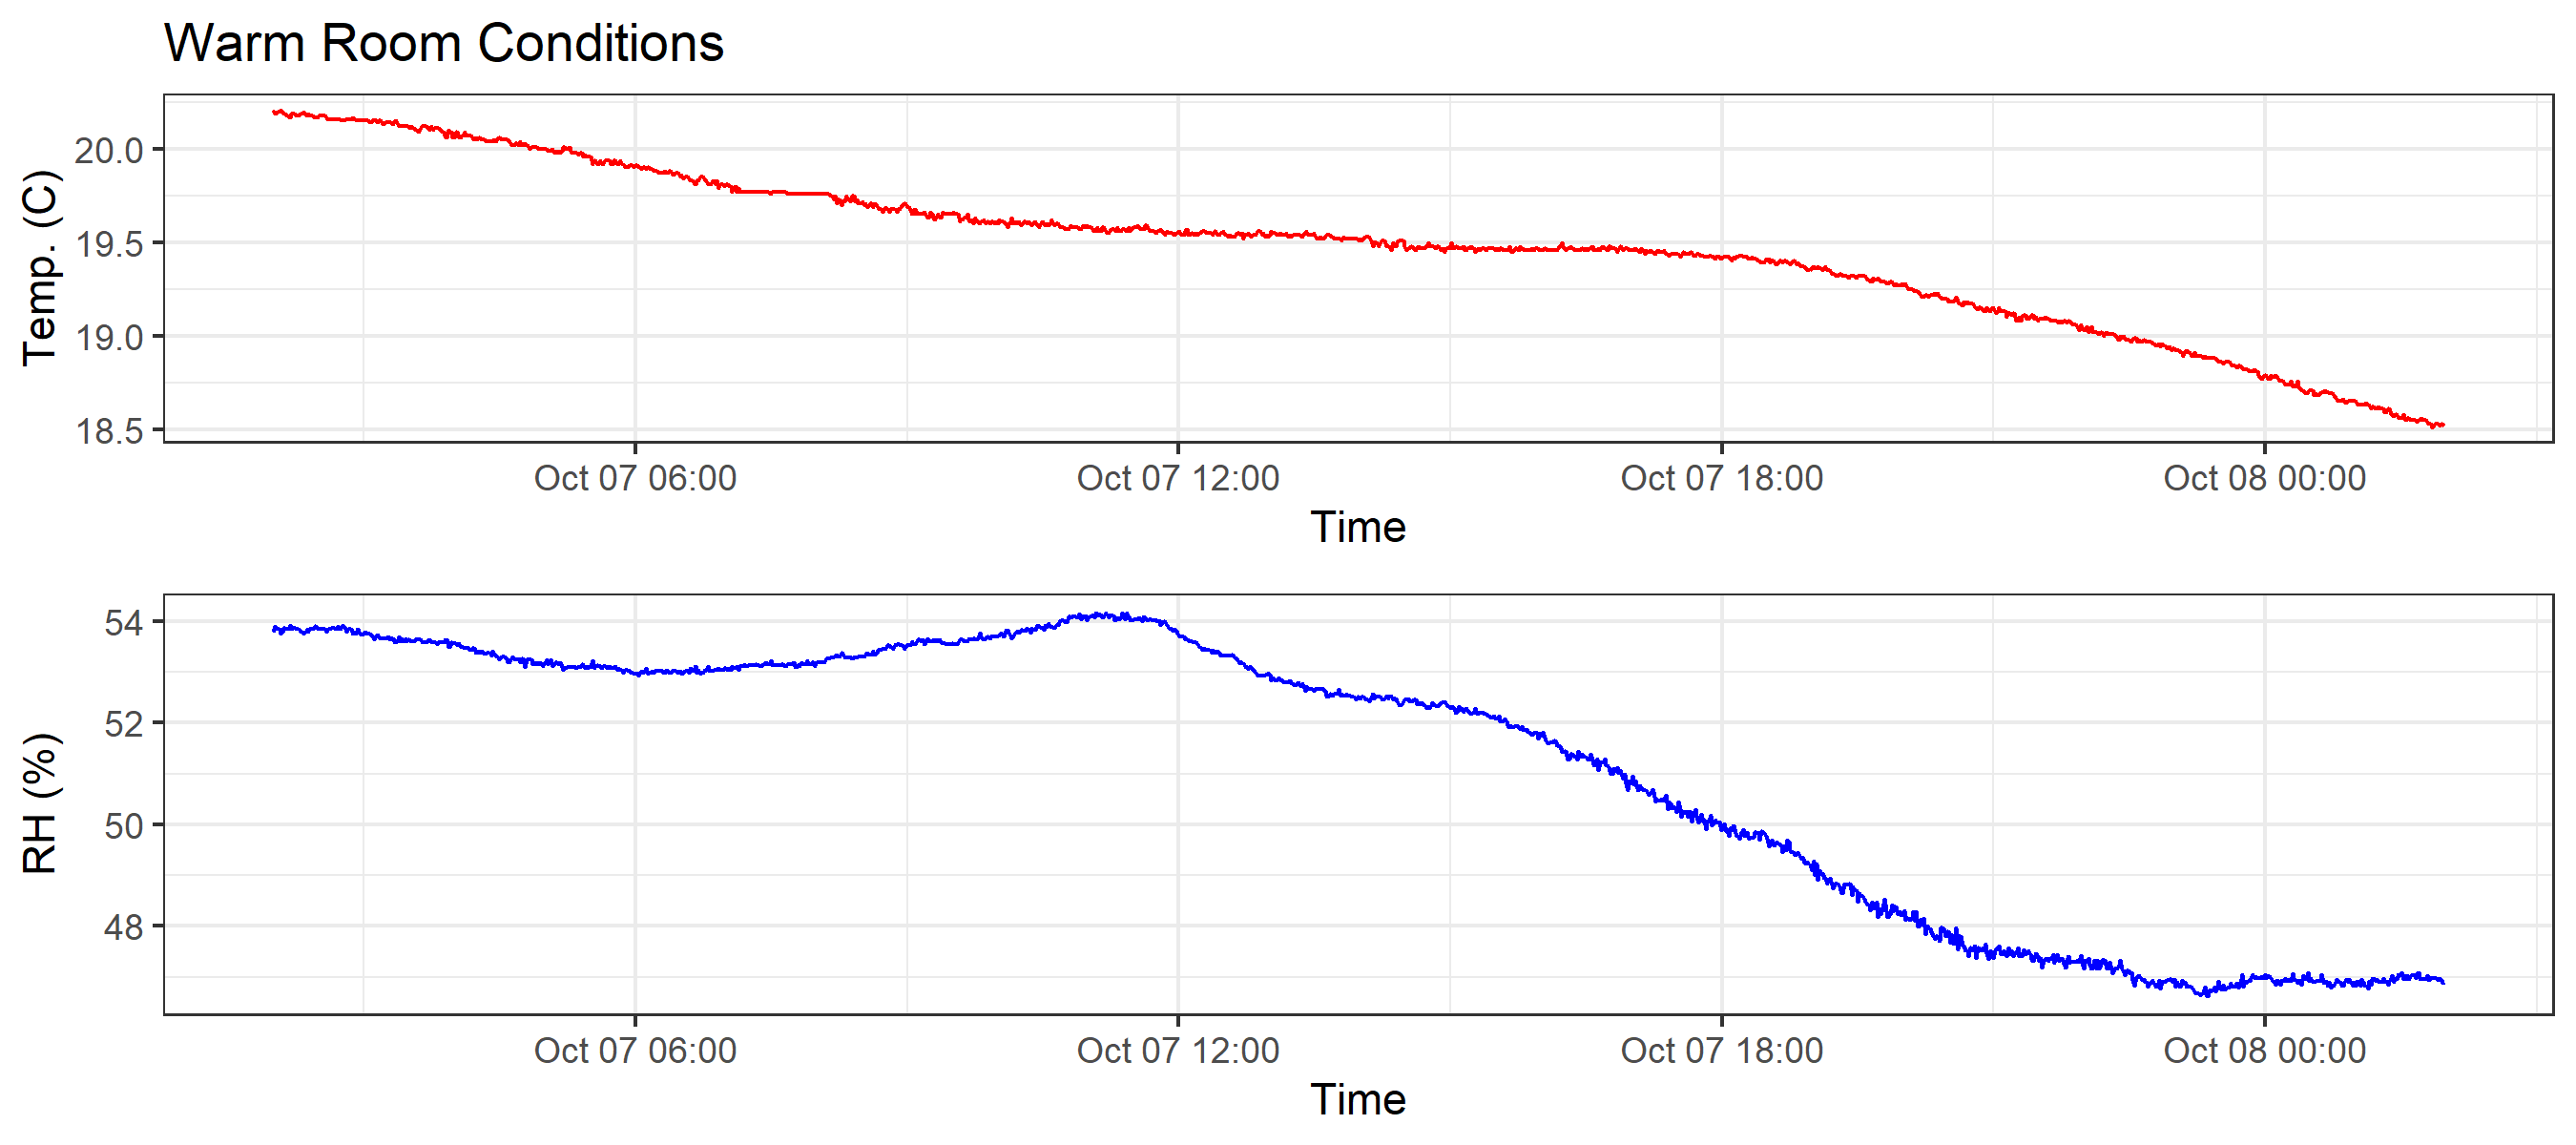 Warm Room Conditions
Temp. (C)
20.0
19.5
19.0
18.5
Oct 07 06:00 Oct 07 12:00 Oct 07 18:00 Oct 08 00:00
Time
RH (%)
54
52
50
48
Oct 07 06:00 Oct 07 12:00 Oct 07 18:00 Oct 08 00:00
Time